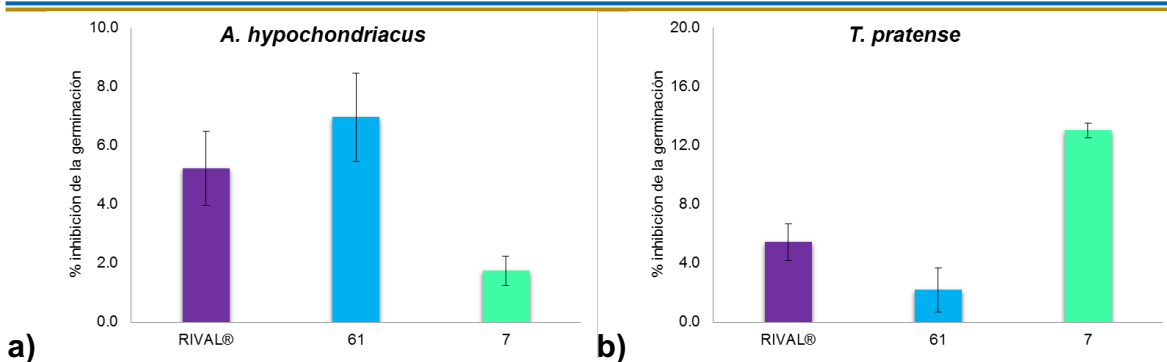 A. hypochondriacus
% inhibición de la germinación
10.0
8.0
6.0
4.0
2.0
0.0
RIVAL®
61
7
a)
T. pratense
% inhibición de la germinación
20.0
16.0
12.0
8.0
4.0
0.0
RIVAL®
61
7
b)